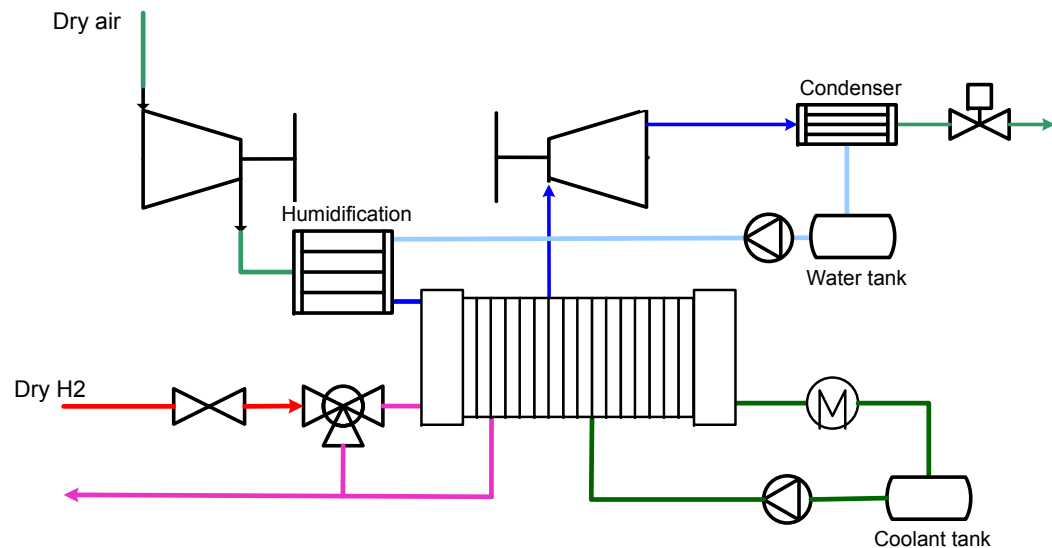 Dry air
Condenser
Humidification
Water tank
Dry H2
Coolant tank